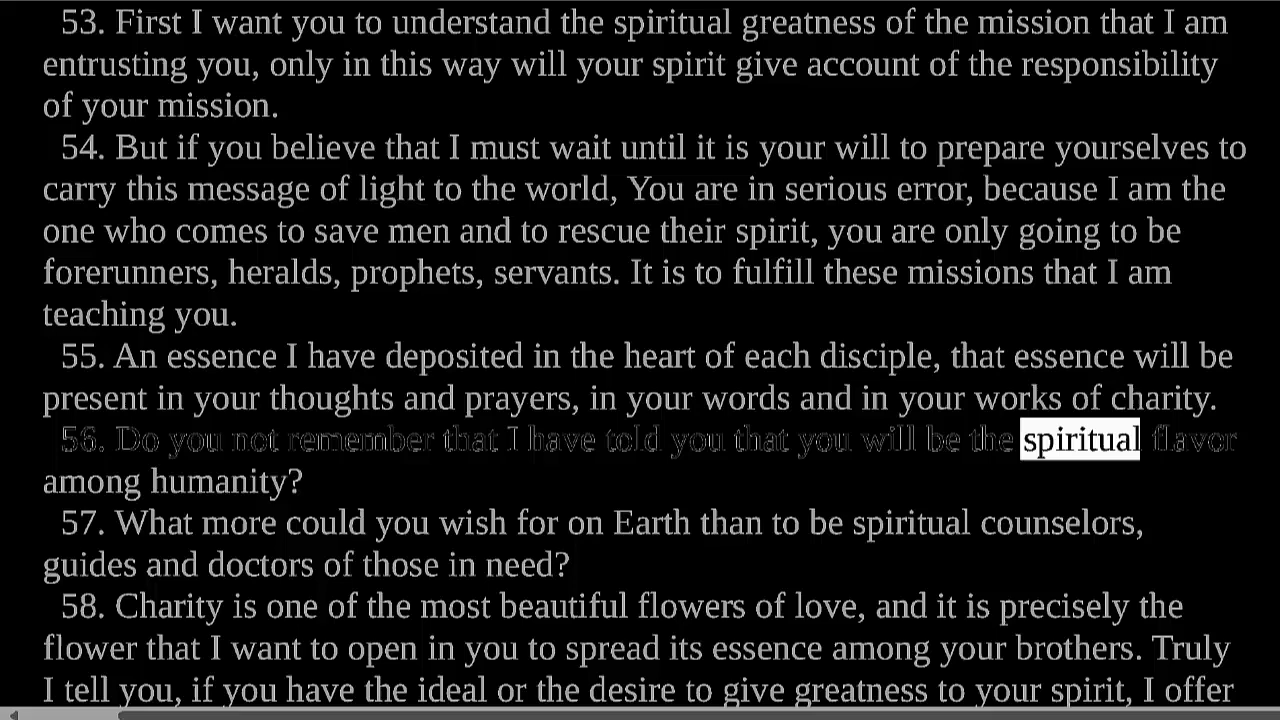 53. First I want you to understand the spiritual greatness of the mission that I am
entrusting you, only in this way will your spirit give account of the responsibility
of your mission.
54. But if you believe that I must wait until it is your will to prepare yourselves to
carry this message of light to the world, You are in serious error, because I am the
one who comes to save men and to rescue their spirit, you are only going to be
forerunners, heralds, prophets, servants. It is to fulfill these missions that I am
teaching you.
55. An essence I have deposited in the heart of each disciple, that essence will be
present in your thoughts and prayers, in your words and in your works of charity.
56. Do you not remember that I have told you that you will be the spiritual flavor
among humanity?
57. What more could you wish for on Earth than to be spiritual counselors,
guides and doctors of those in need?
58. Charity is one of the most beautiful flowers of love, and it is precisely the
flower that I want to open in you to spread its essence among your brothers. Truly
I tell you, if you have the ideal or the desire to give greatness to your spirit, I offer